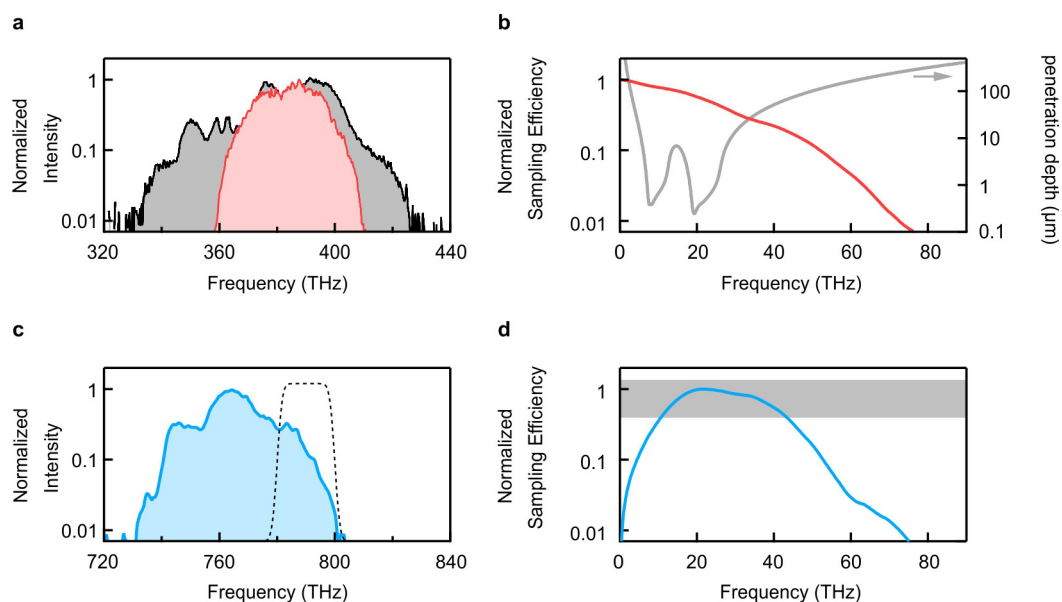 a
Normalized
Intensity
1
0.1
0.01
320
360
400
440
Frequency (THz)
b
Normalized
Sampling Efficiency
1
0.1
0.01
0
20
40
60
80
Frequency (THz)
100
10
1
0.1
penetration depth (µm)
c
Normalized
Intensity
1
0.1
0.01
720
760
800
840
Frequency (THz)
d
Normalized
Sampling Efficiency
1
0.1
0.01
0
20
40
60
80
Frequency (THz)